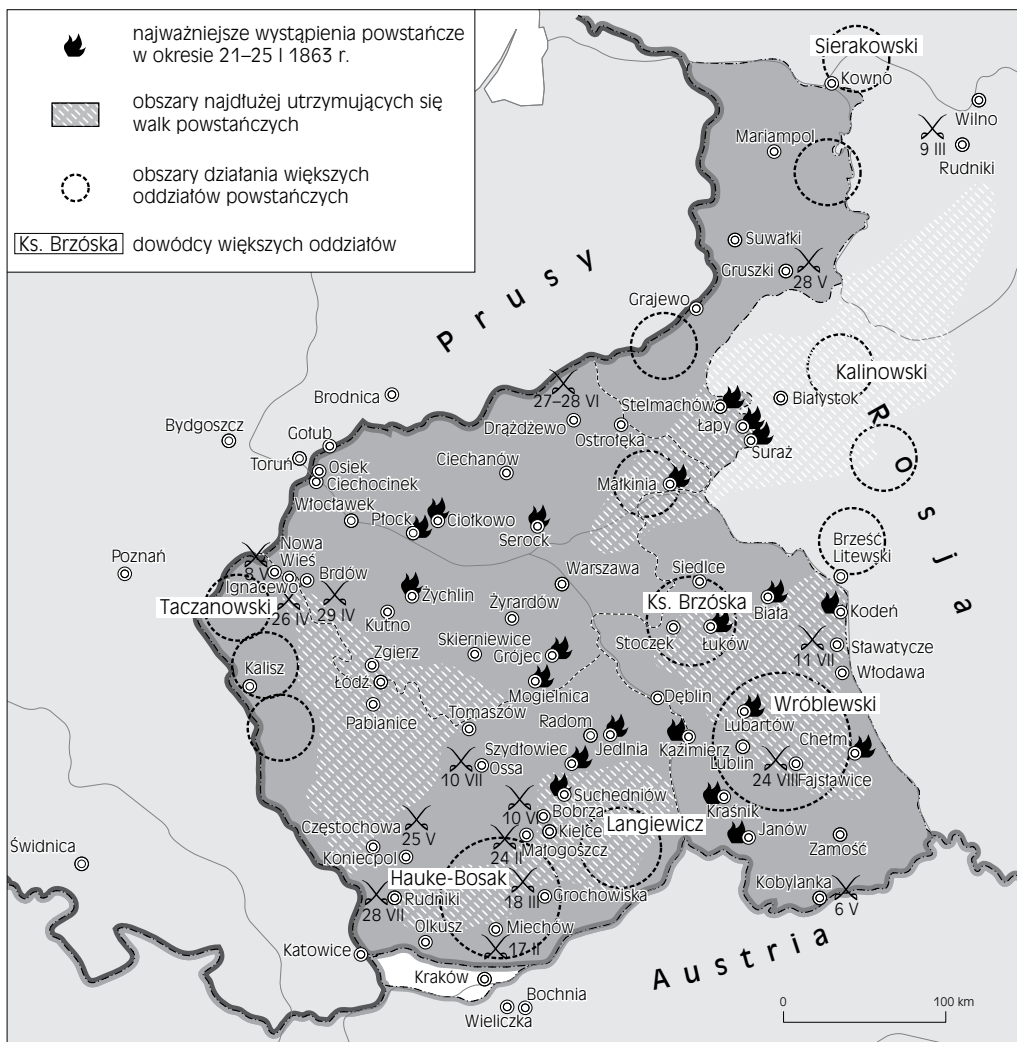 najważniejsze wystąpienia powstańcze
w okresie 21–25 I 1863 r.
obszary najdłużej utrzymujących się
walk powstańczych
obszary działania większych
oddziałów powstańczych
Ks. Brzóska
dowódcy większych oddziałów
Sierakowski
Kowno
Wilno
9 III
Rudniki
Mariampol
Suwałki
Gruszki
28 V
Prusy
Grajewo
Kalinowski
Rosja
Brodnica
27–28 VI
Stelmachów
Białystok
Bydgoszcz
Gołub
Drążdżewo
Ostrołęka
Łapy
Suraż
Toruń
Osiek
Ciechocinek
Ciechanów
Małkinia
Włocławek
Płock
Ciołkowo
Serock
Brześć
Litewski
Poznań
Nowa
Wieś
8 V
Ignacewo
Brdów
Warszawa
Siedlce
Taczanowski
26 IV
29 IV
Żychlin
Żyrardów
Ks. Brzóska
Biała
Kodeń
Kutno
Skierniewice
Grójec
Stoczek
Łuków
11 VII
Sławatycze
Włodawa
Kalisz
Zgierz
Łódź
Mogielnica
Pabianice
Dęblin
Wróblewski
Tomaszów
Radom
Lubartów
Szydłowiec
Jedlnia
Kazimierz
Lublin
Chełm
10 VII
Ossa
24 VIII
Fajsławice
Suchedniów
Kraśnik
10 VI
Bobrza
Częstochowa
25 V
Kielce
Langiewicz
Janów
Zamość
Świdnica
24 II
Małogoszcz
Koniecpol
Hauke-Bosak
28 VII
Rudniki
18 III
Grochowiska
Kobylanka
6 V
Olkusz
Miechów
17 II
Katowice
Austria
Kraków
Bochnia
Wieliczka
0
100 km